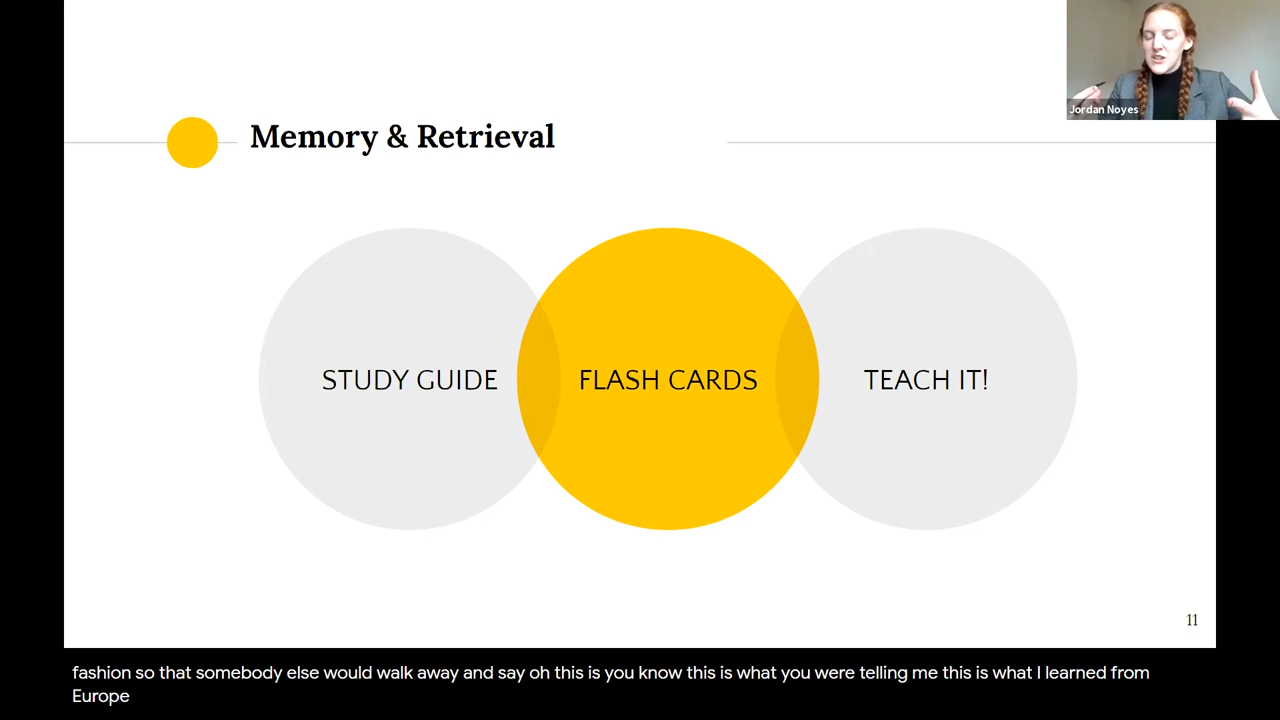 Jordan Noyes
Memory & Retrieval
STUDY GUIDE
FLASH CARDS
TEACH IT!
11
fashion so that somebody else would walk away and say oh this is you know this is what you were telling me this is what I learned from
Europe